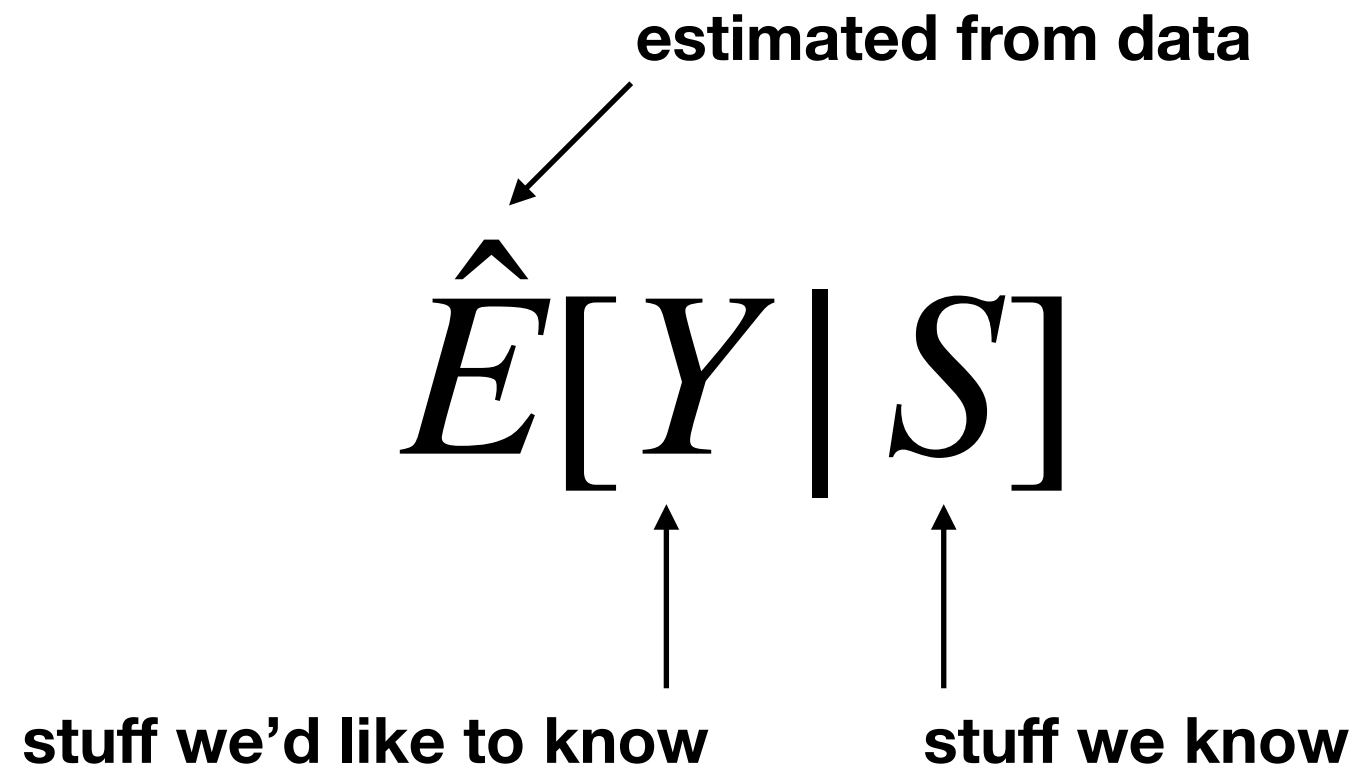 estimated from data
Ê[Y | S]
stuff we’d like to know
stuff we know